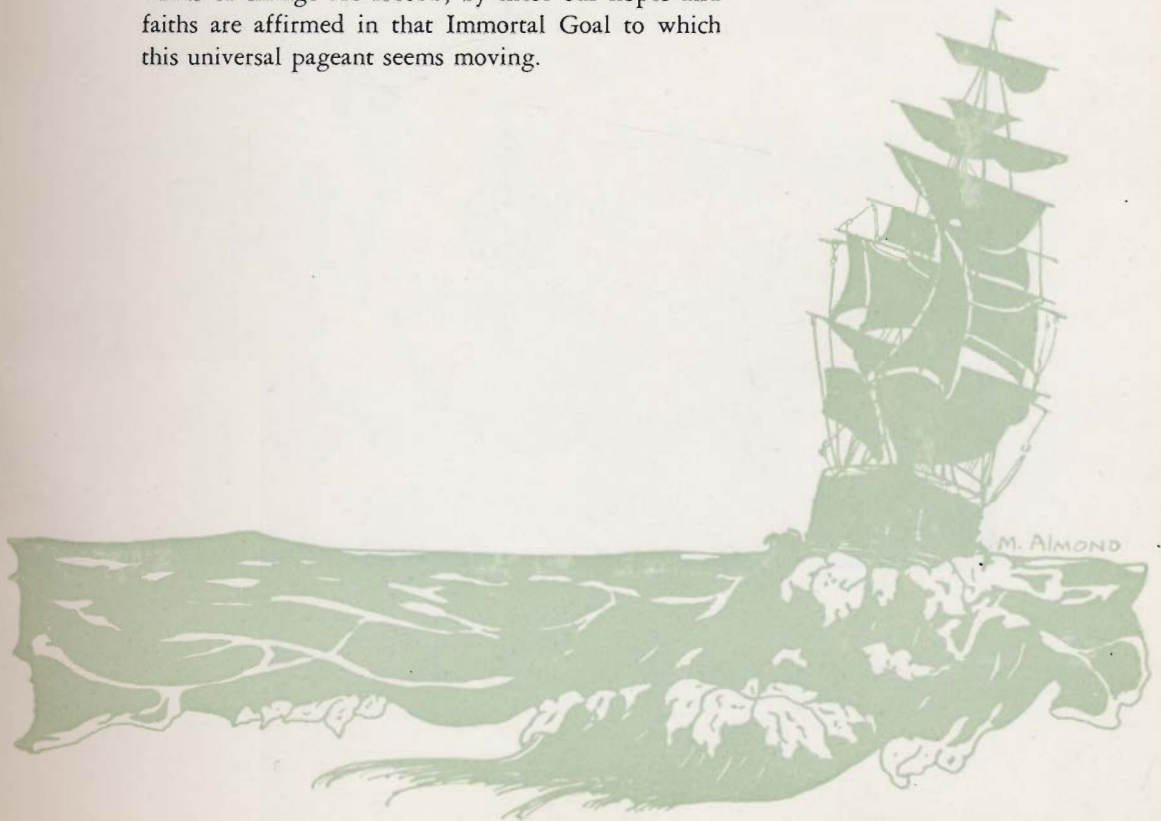 faiths are affirmed in that Immortal Goal to which
this universal pageant seems moving.
M. AlMOND